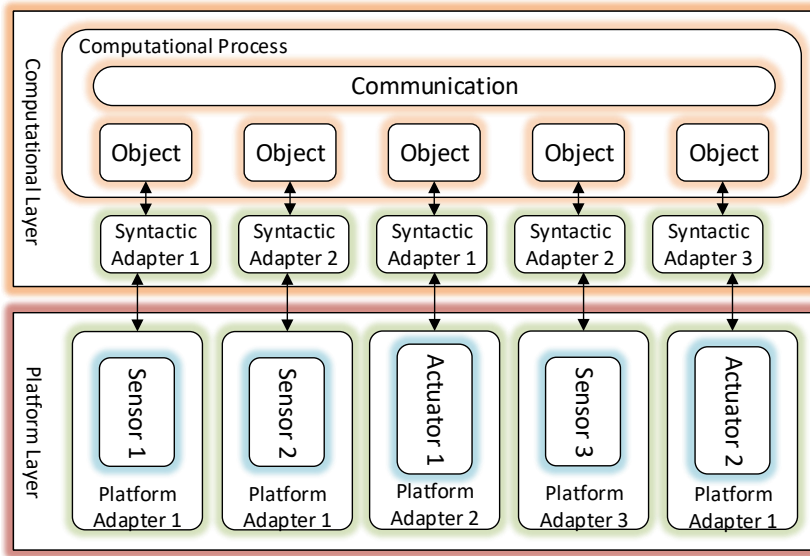 Computational Layer
Computational Process
Communication
Object
Object
Object
Object
Object
Syntactic
Adapter 1
Syntactic
Adapter 2
Syntactic
Adapter 1
Syntactic
Adapter 2
Syntactic
Adapter 3
Platform Layer
Sensor 1
Platform
Adapter 1
Sensor 2
Platform
Adapter 1
Actuator 1
Platform
Adapter 2
Sensor 3
Platform
Adapter 3
Actuator 2
Platform
Adapter 1